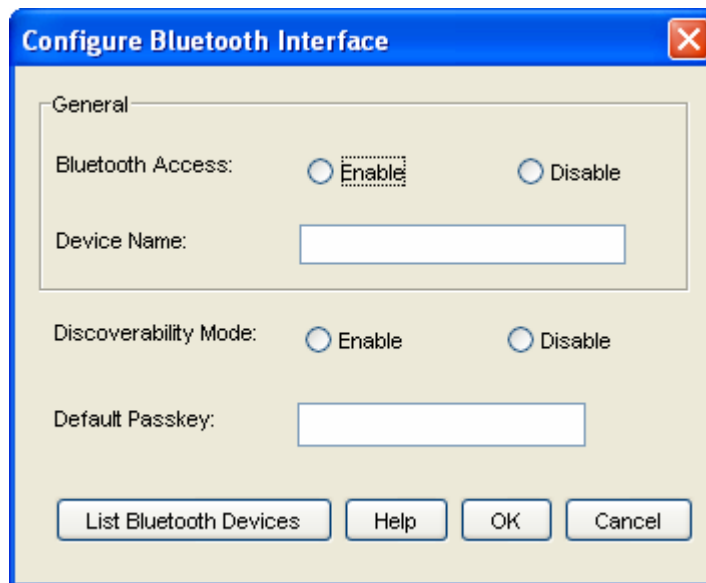 Configure Bluetooth Interface
General
Bluetooth Access: Enable Disable
Device Name:
Discoverability Mode: Enable Disable
Default Passkey:
List Bluetooth Devices Help OK Cancel